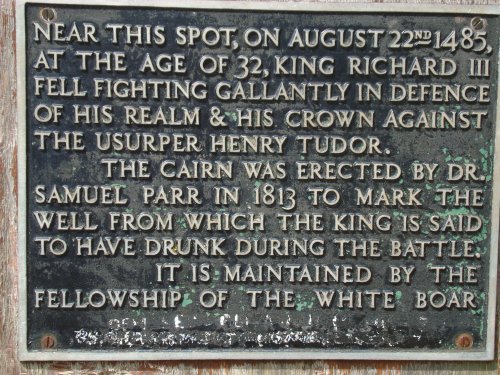 NEAR THIS SPOT, ON AUGUST 22ND 1485,
AT THE AGE OF 32, KING RICHARD III
FELL FIGHTING GALLANTLY IN DEFENCE
OF HIS REALM & HIS CROWN AGAINST
THE USURPER HENRY TUDOR.
THE CAIRN WAS ERECTED BY DR.
SAMUEL PARR IN 1813 TO MARK THE
WELL FROM WHICH THE KING IS SAID
TO HAVE DRUNK DURING THE BATTLE.
IT IS MAINTAINED BY THE
FELLOWSHIP OF THE WHITE BOAR